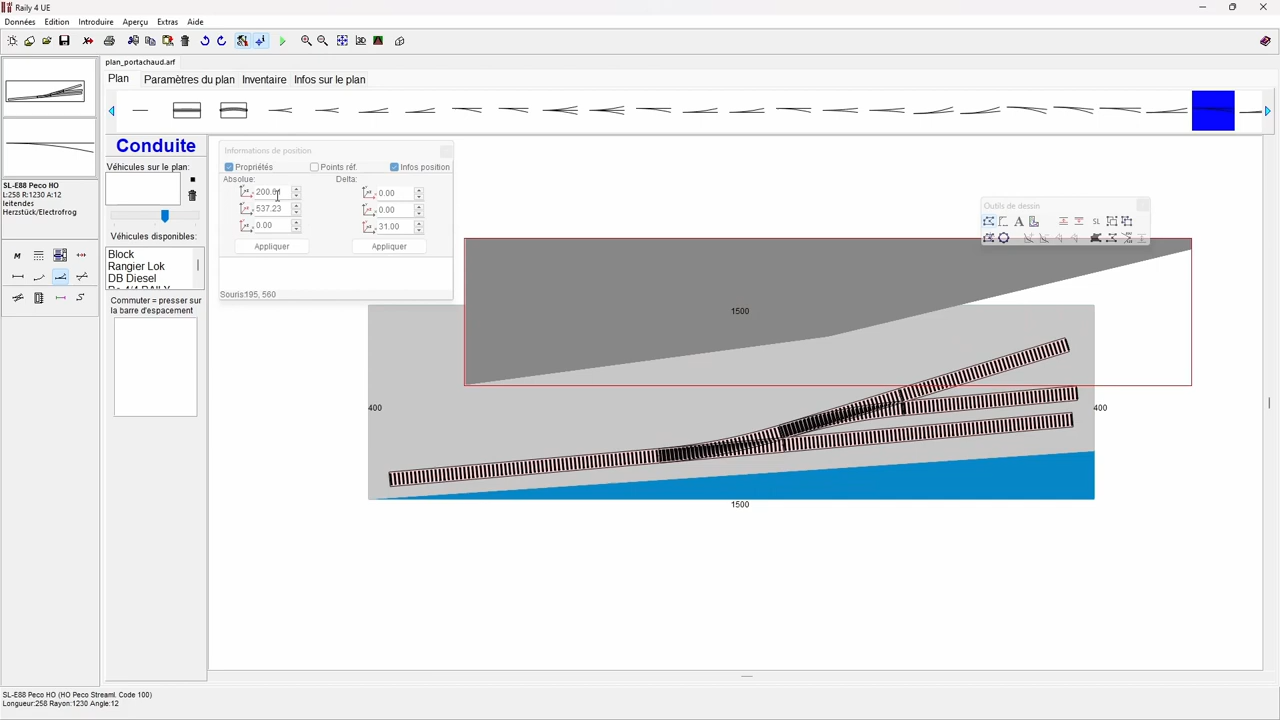 Raily 4 UE
Données Edition Introduire Aperçu Extras Aide
plan_portachaud.arf
Plan Paramètres du plan Inventaire Infos sur le plan
SL-E88 Peco HO
L:258 R:1230 A:12
leitendes
Herzstück/Electrofrog
Conduite
Véhicules sur le plan:
Véhicules disponibles:
Block
Rangier Lok
DB Diesel
Commuter = presser sur
la barre d'espacement
Informations de position
Propriétés Points réf. Infos position
Absolue: Delta:
0.00
537.23 0.00
0.00 31.00
Appliquer Appliquer
Souris:195, 560
Outils de dessin
A SL
1500
400 400
1500
SL-E88 Peco HO (HO Peco Streaml. Code 100)
Longueur:258 Rayon:1230 Angle:12